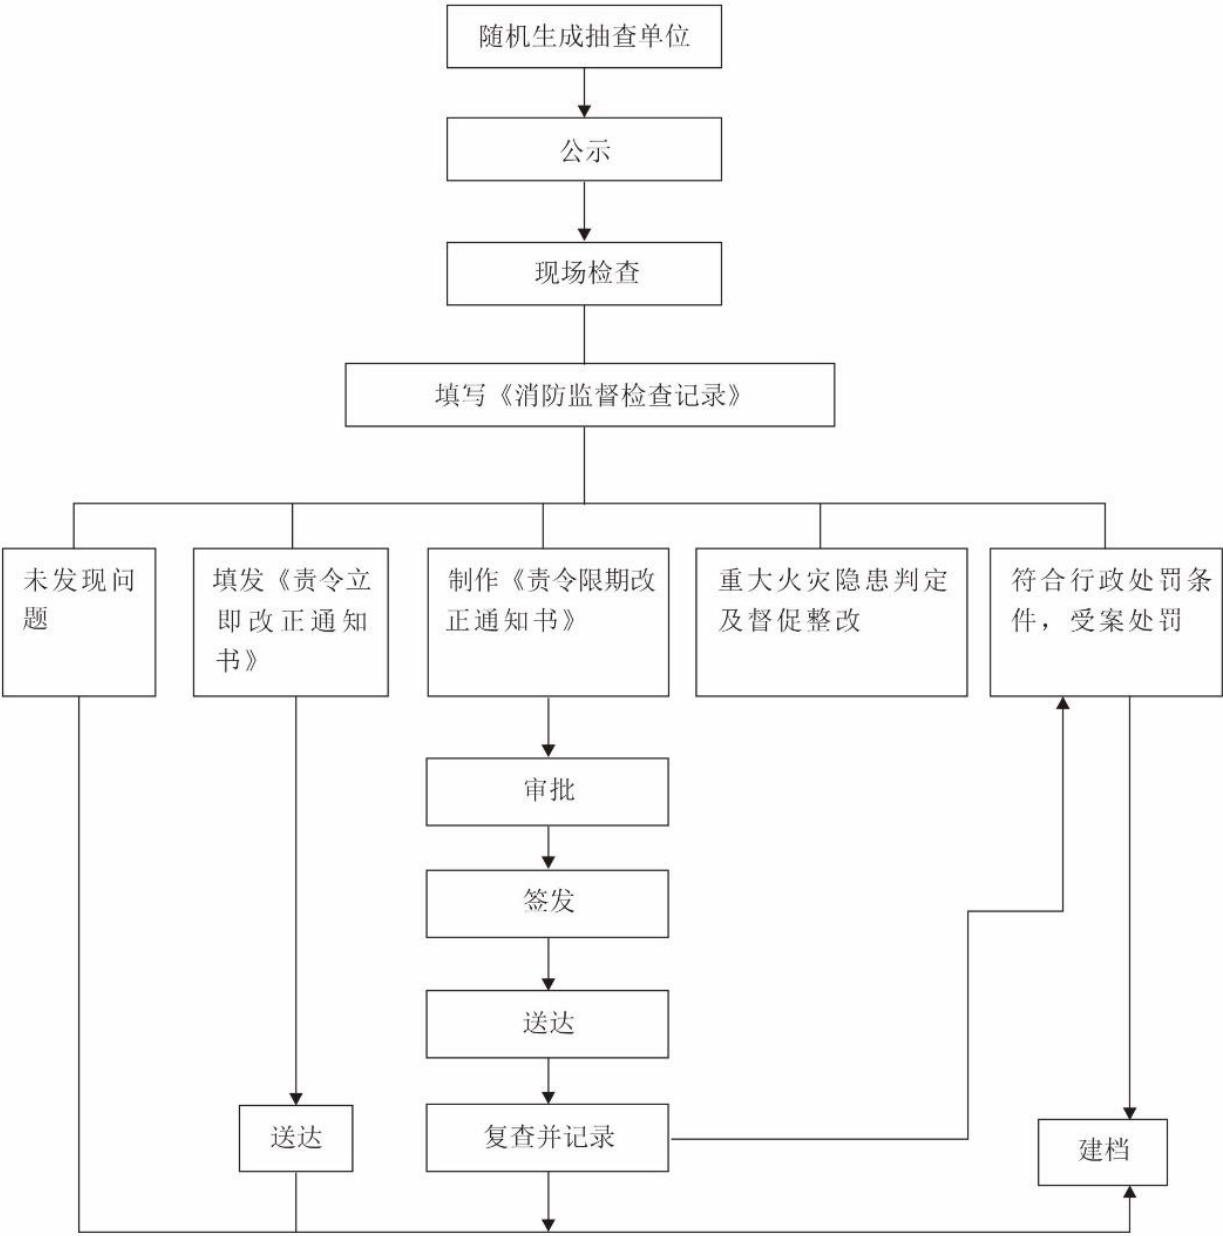 随机生成抽查单位
公示
现场检查
填写《消防监督检查记录》
未发现问
题
填发《责令立
即改正通知
书》
制作《责令限期改
正通知书》
重大火灾隐患判定
及督促整改
符合行政处罚条
件，受案处罚
审批
签发
送达
送达
复查并记录
建档